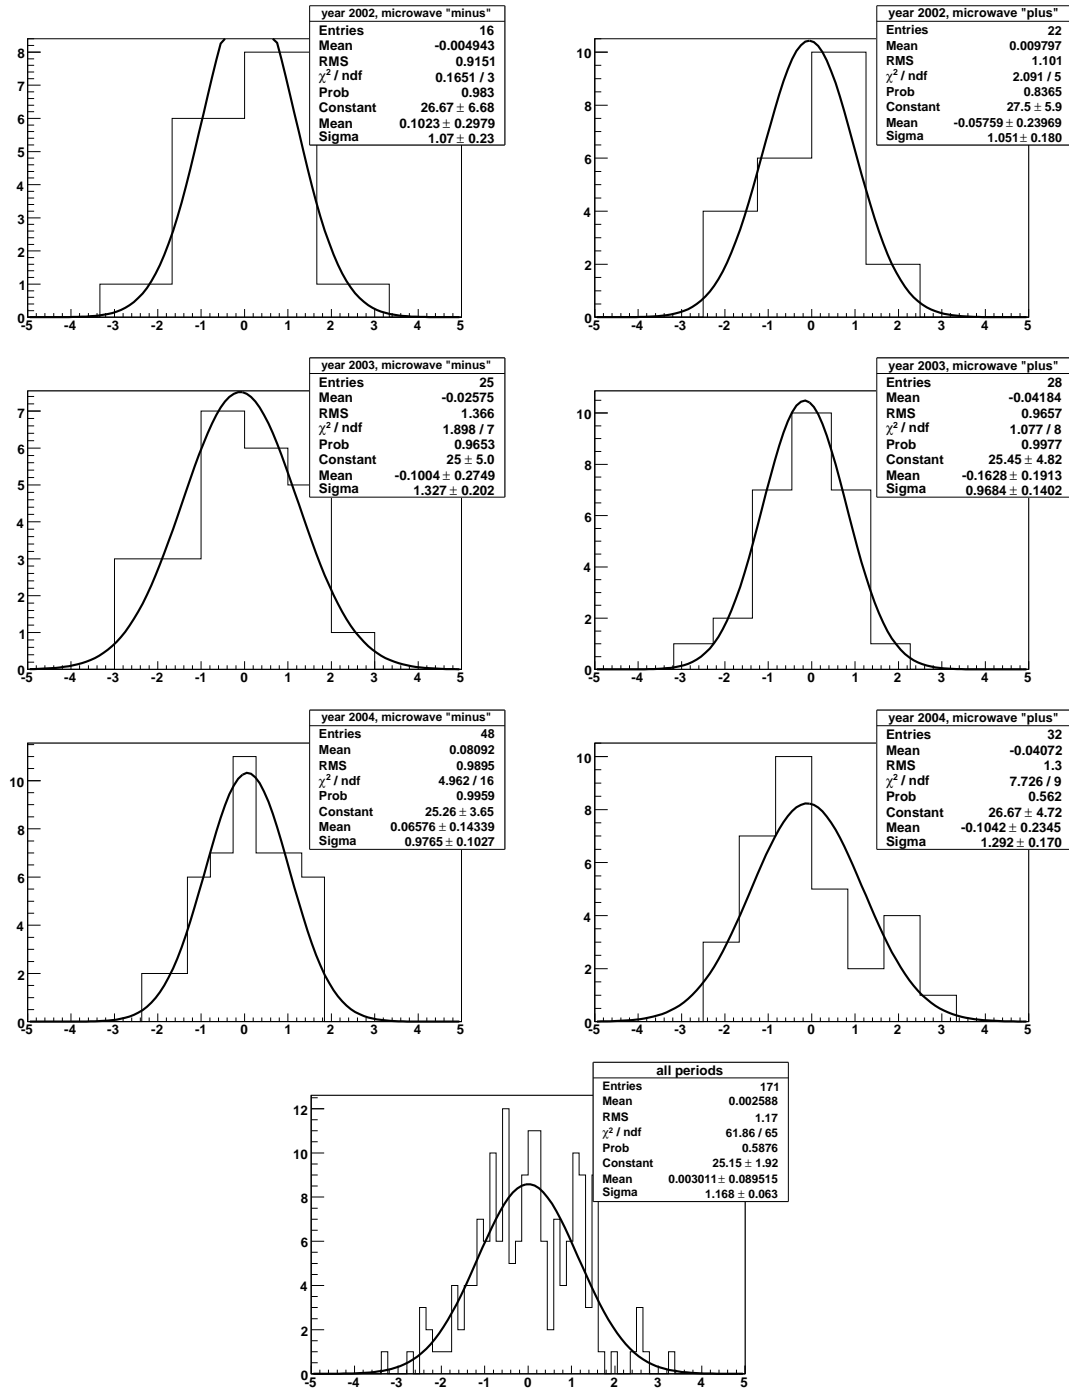 year 2002, microwave "minus"
Entries 16
Mean -0.004943
RMS 0.9151
χ² / ndf 0.1651 / 3
Prob 0.983
Constant 26.67 ± 6.68
Mean 0.1023 ± 0.2979
Sigma 1.07 ± 0.23
8
7
6
5
4
3
2
1
0
-5 -4 -3 -2 -1 0 1 2 3 4 5
year 2002, microwave "plus"
Entries 22
Mean 0.009797
RMS 1.101
χ² / ndf 2.091 / 5
Prob 0.8365
Constant 27.5 ± 5.9
Mean -0.05759 ± 0.23969
Sigma 1.051 ± 0.180
10
8
6
4
2
0
-5 -4 -3 -2 -1 0 1 2 3 4 5
year 2003, microwave "minus"
Entries 25
Mean -0.02575
RMS 1.366
χ² / ndf 1.898 / 7
Prob 0.9653
Constant 25 ± 5.0
Mean -0.1004 ± 0.2749
Sigma 1.327 ± 0.202
7
6
5
4
3
2
1
0
-5 -4 -3 -2 -1 0 1 2 3 4 5
year 2003, microwave "plus"
Entries 28
Mean -0.04184
RMS 0.9657
χ² / ndf 1.077 / 8
Prob 0.9977
Constant 25.45 ± 4.82
Mean -0.1628 ± 0.1913
Sigma 0.9684 ± 0.1402
10
8
6
4
2
0
-5 -4 -3 -2 -1 0 1 2 3 4 5
year 2004, microwave "minus"
Entries 48
Mean 0.08092
RMS 0.9895
χ² / ndf 4.962 / 16
Prob 0.9959
Constant 25.26 ± 3.65
Mean 0.06576 ± 0.14339
Sigma 0.9765 ± 0.1027
10
8
6
4
2
0
-5 -4 -3 -2 -1 0 1 2 3 4 5
year 2004, microwave "plus"
Entries 32
Mean -0.04072
RMS 1.3
χ² / ndf 7.726 / 9
Prob 0.562
Constant 26.67 ± 4.72
Mean -0.1042 ± 0.2345
Sigma 1.292 ± 0.170
10
8
6
4
2
0
-5 -4 -3 -2 -1 0 1 2 3 4 5
all periods
Entries 171
Mean 0.002588
RMS 1.17
χ² / ndf 61.86 / 65
Prob 0.5876
Constant 25.15 ± 1.92
Mean 0.003011 ± 0.089515
Sigma 1.168 ± 0.063
12
10
8
6
4
2
0
-5 -4 -3 -2 -1 0 1 2 3 4 5